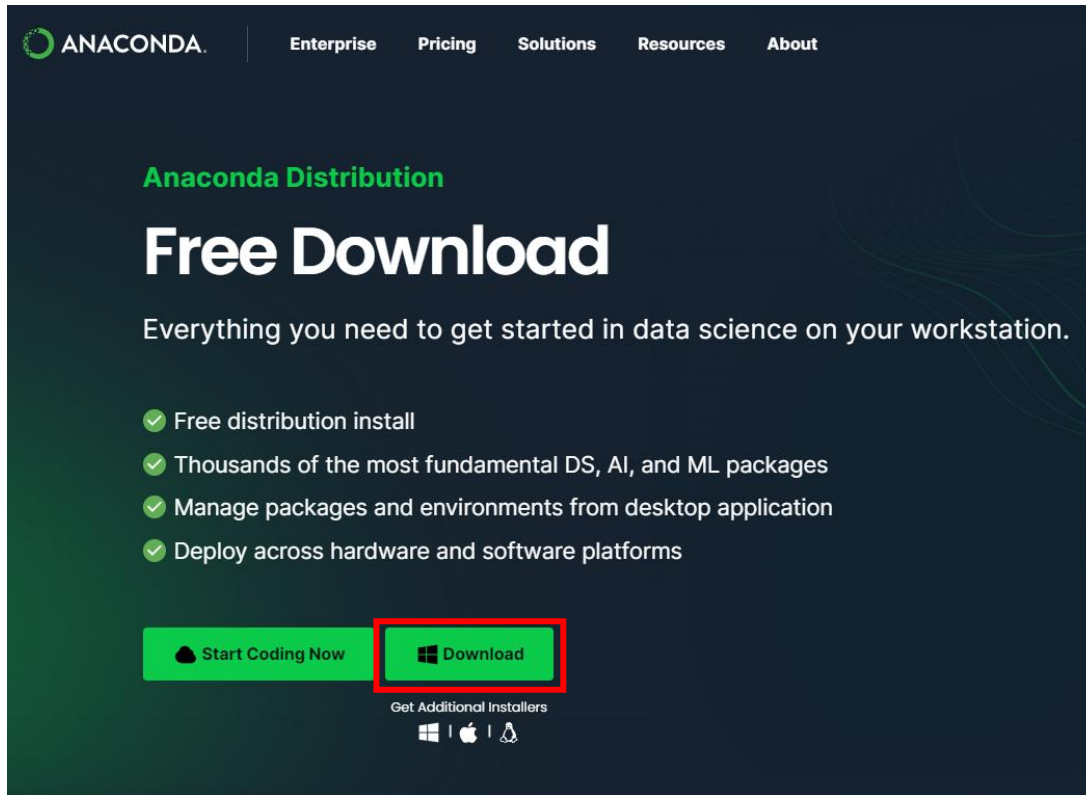 ANACONDA.
Enterprise Pricing Solutions Resources About
Anaconda Distribution
Free Download
Everything you need to get started in data science on your workstation.
Free distribution install
Thousands of the most fundamental DS, AI, and ML packages
Manage packages and environments from desktop application
Deploy across hardware and software platforms
Start Coding Now Download
Get Additional Installers